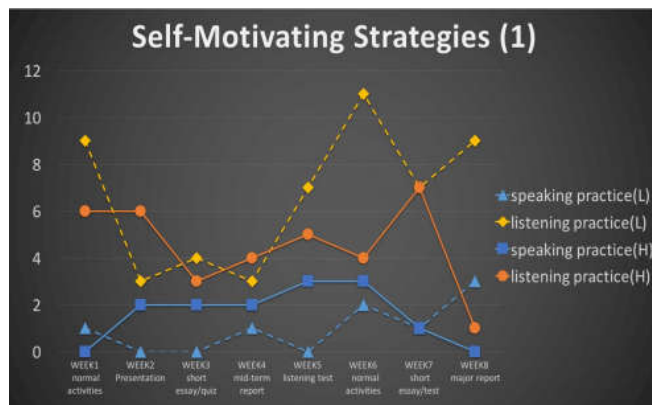 Self-Motivating Strategies (1)
12
10
8
6
4
2
0
WEEK1
normal
activities
WEEK2
Presentation
WEEK3
short
essay/quiz
WEEK4
mid-term
report
WEEK5
listening test
WEEK6
normal
activities
WEEK7
short
essay/test
WEEK8
major report
speaking practice(L)
listening practice(L)
speaking practice(H)
listening practice(H)